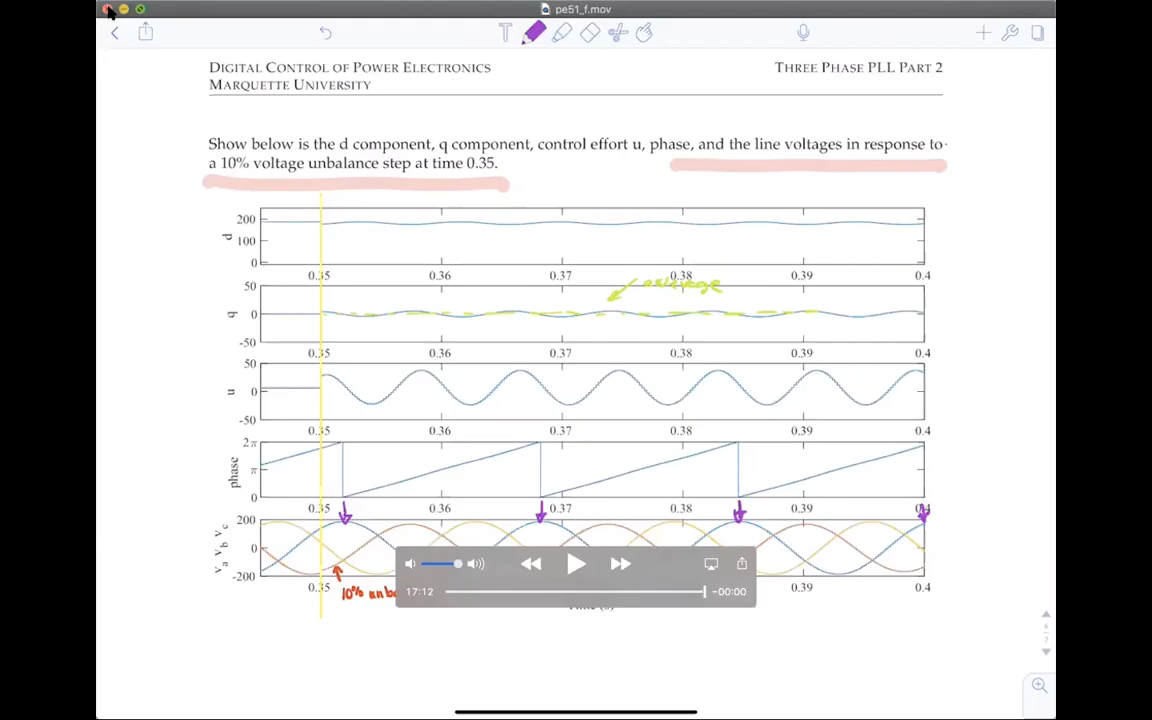 pe51_f.mov
DIGITAL CONTROL OF POWER ELECTRONICS
THREE PHASE PLL PART 2
MARQUETTE UNIVERSITY
Show below is the d component, q component, control effort u, phase, and the line voltages in response to
a 10% voltage unbalance step at time 0.35.
200
d
100
0
0.35 0.36 0.37 0.38 0.39 0.4
average
50
q
0
-50
0.35 0.36 0.37 0.38 0.39 0.4
50
u
0
-50
0.35 0.36 0.37 0.38 0.39 0.4
2π
phase
π
0
0.35 0.36 0.37 0.38 0.39 0.4
200
va vb vc
0
-200
0.35 0.39 0.4
10%
17:12 -00:00